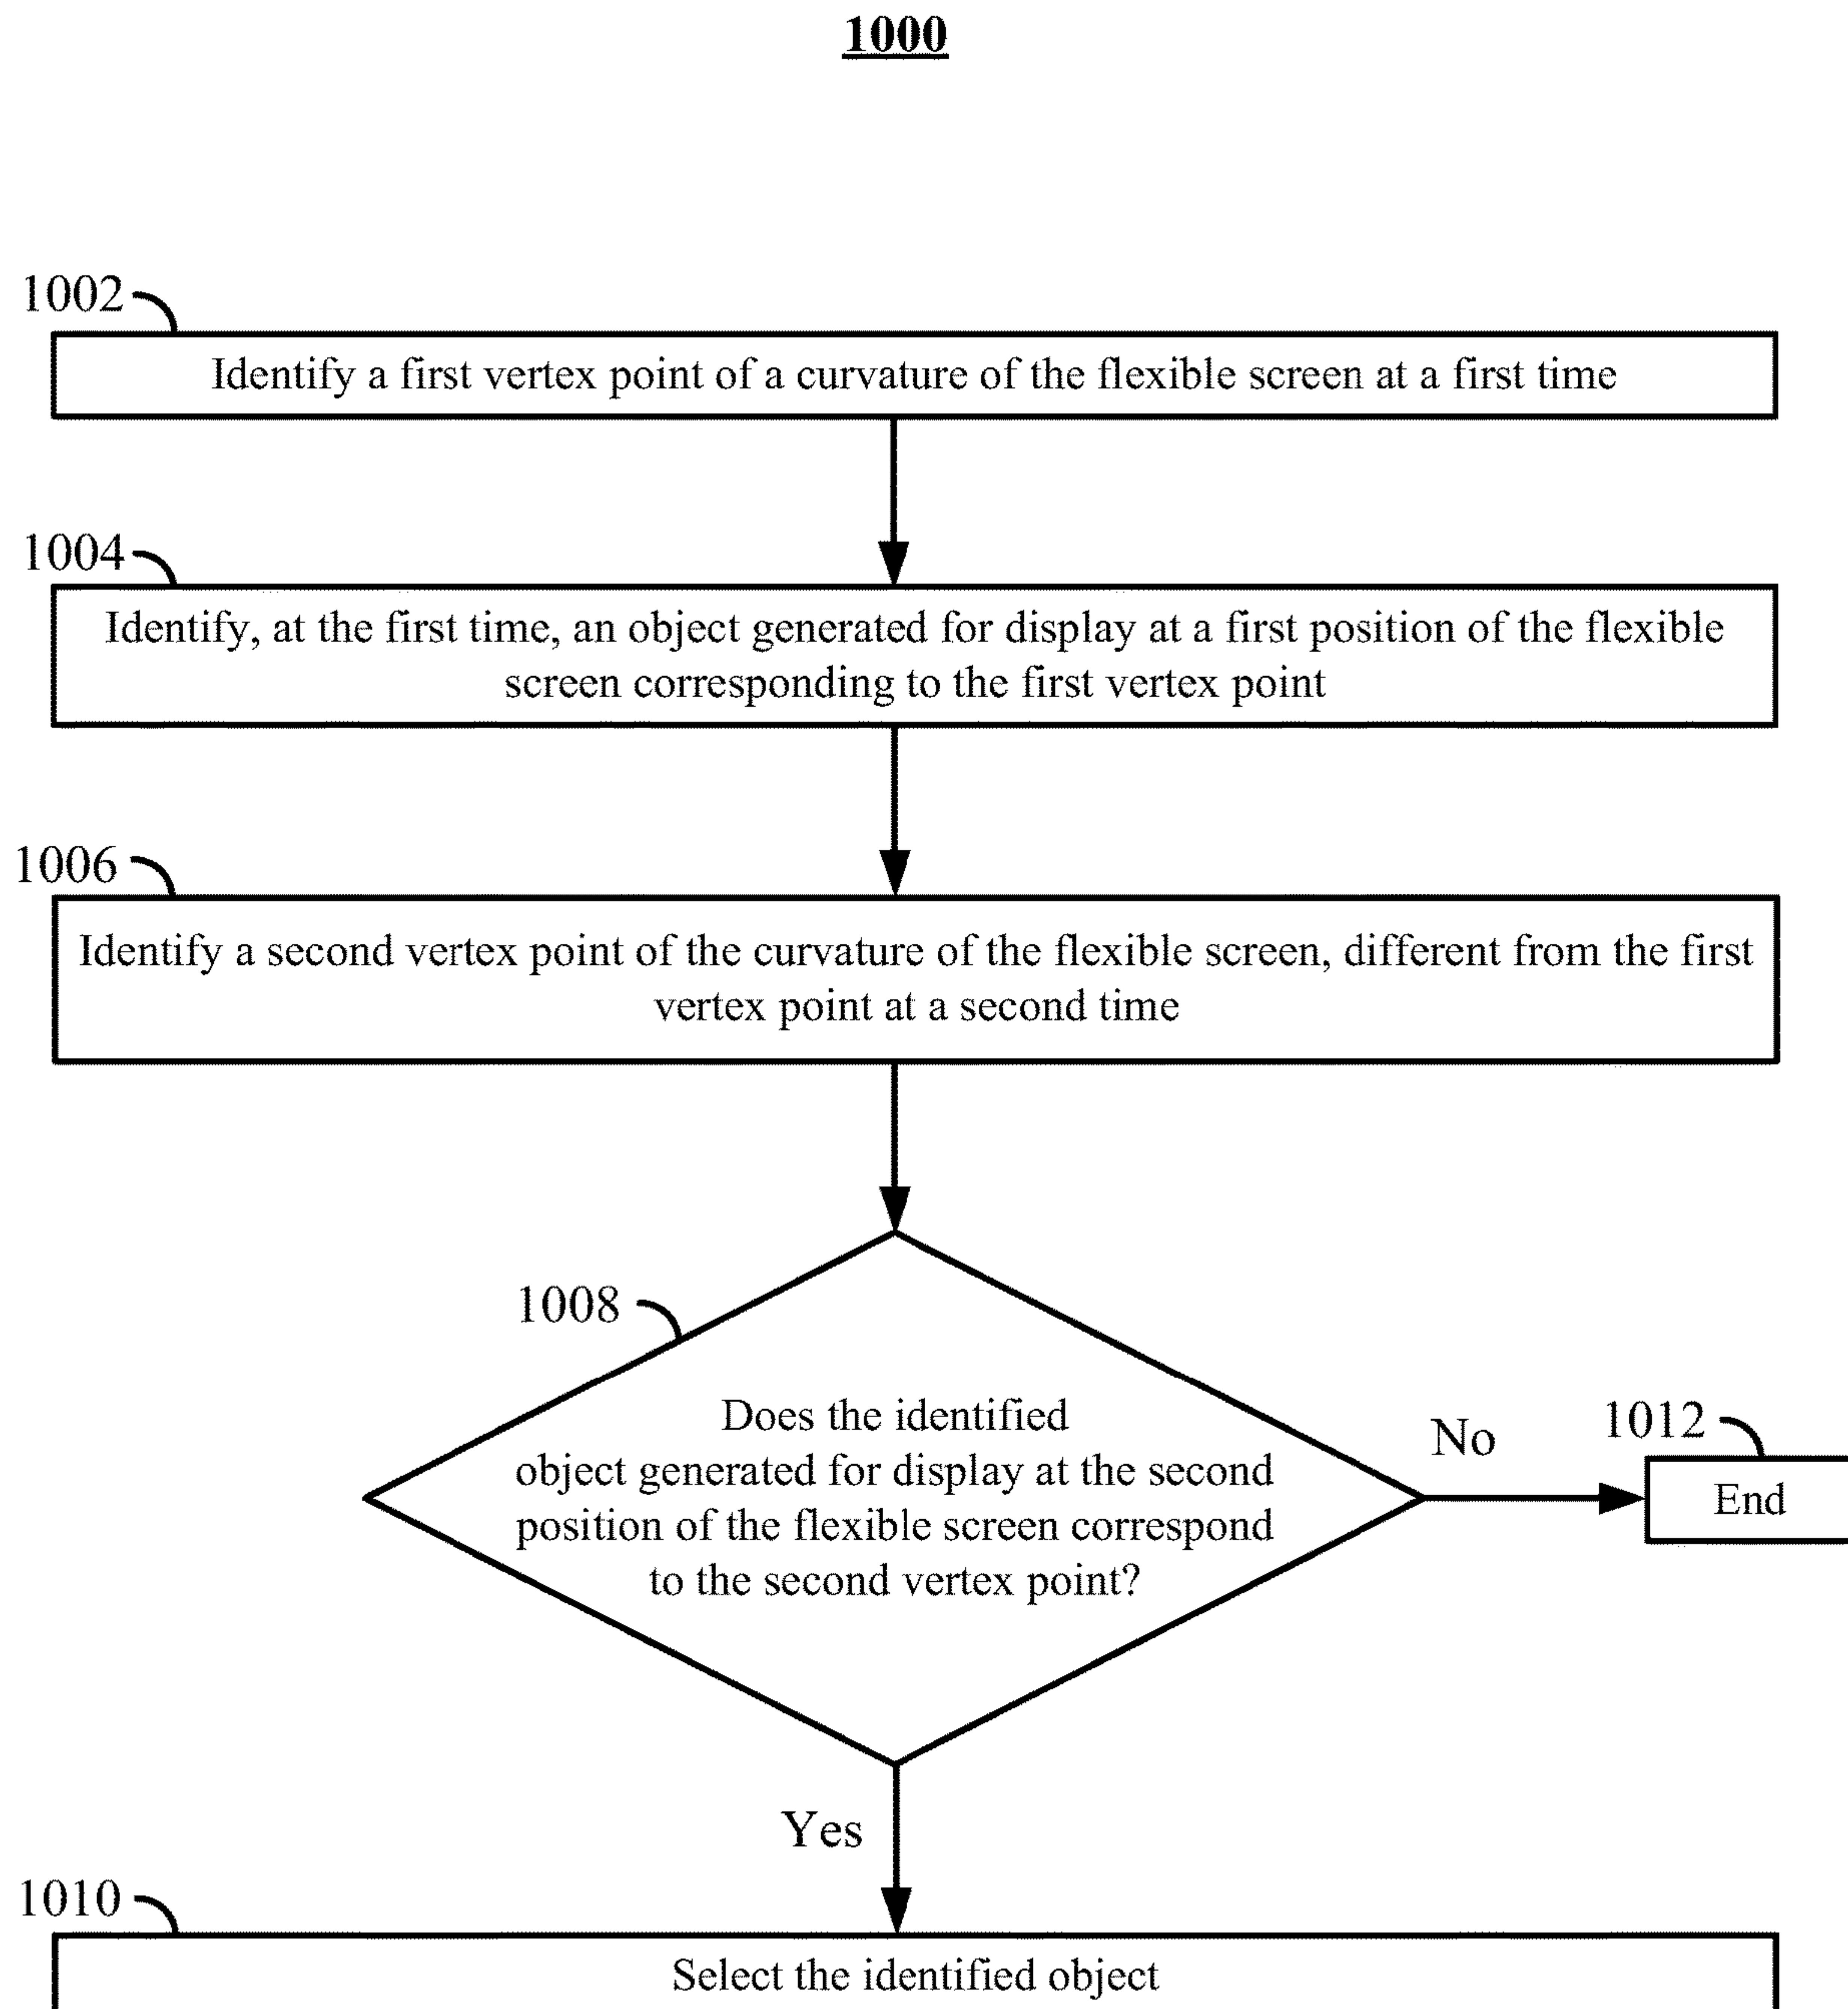 1000
1002
Identify a first vertex point of a curvature of the flexible screen at a first time
1004
Identify, at the first time, an object generated for display at a first position of the flexible
screen corresponding to the first vertex point
1006
Identify a second vertex point of the curvature of the flexible screen, different from the first
vertex point at a second time
1008
Does the identified
object generated for display at the second
position of the flexible screen correspond
to the second vertex point?
No
1012
End
Yes
1010
Select the identified object